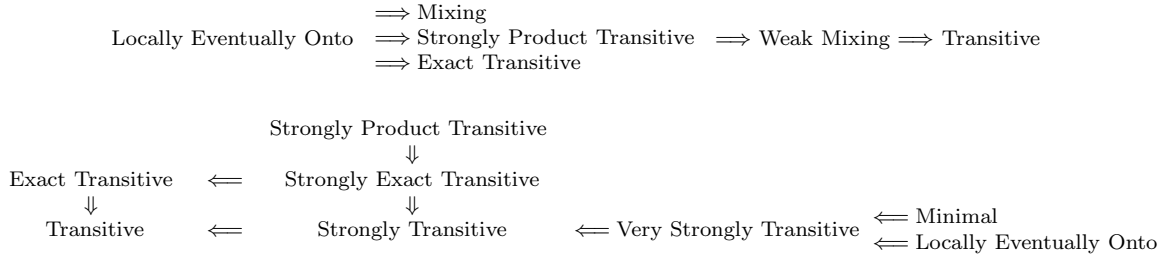 ⟹ Mixing
Locally Eventually Onto ⟹ Strongly Product Transitive ⟹ Weak Mixing ⟹ Transitive
⟹ Exact Transitive
Strongly Product Transitive
⇓
Exact Transitive ⟸ Strongly Exact Transitive
⇓ ⇓
Transitive ⟸ Strongly Transitive ⟸ Very Strongly Transitive ⟸ Minimal
⟸ Locally Eventually Onto